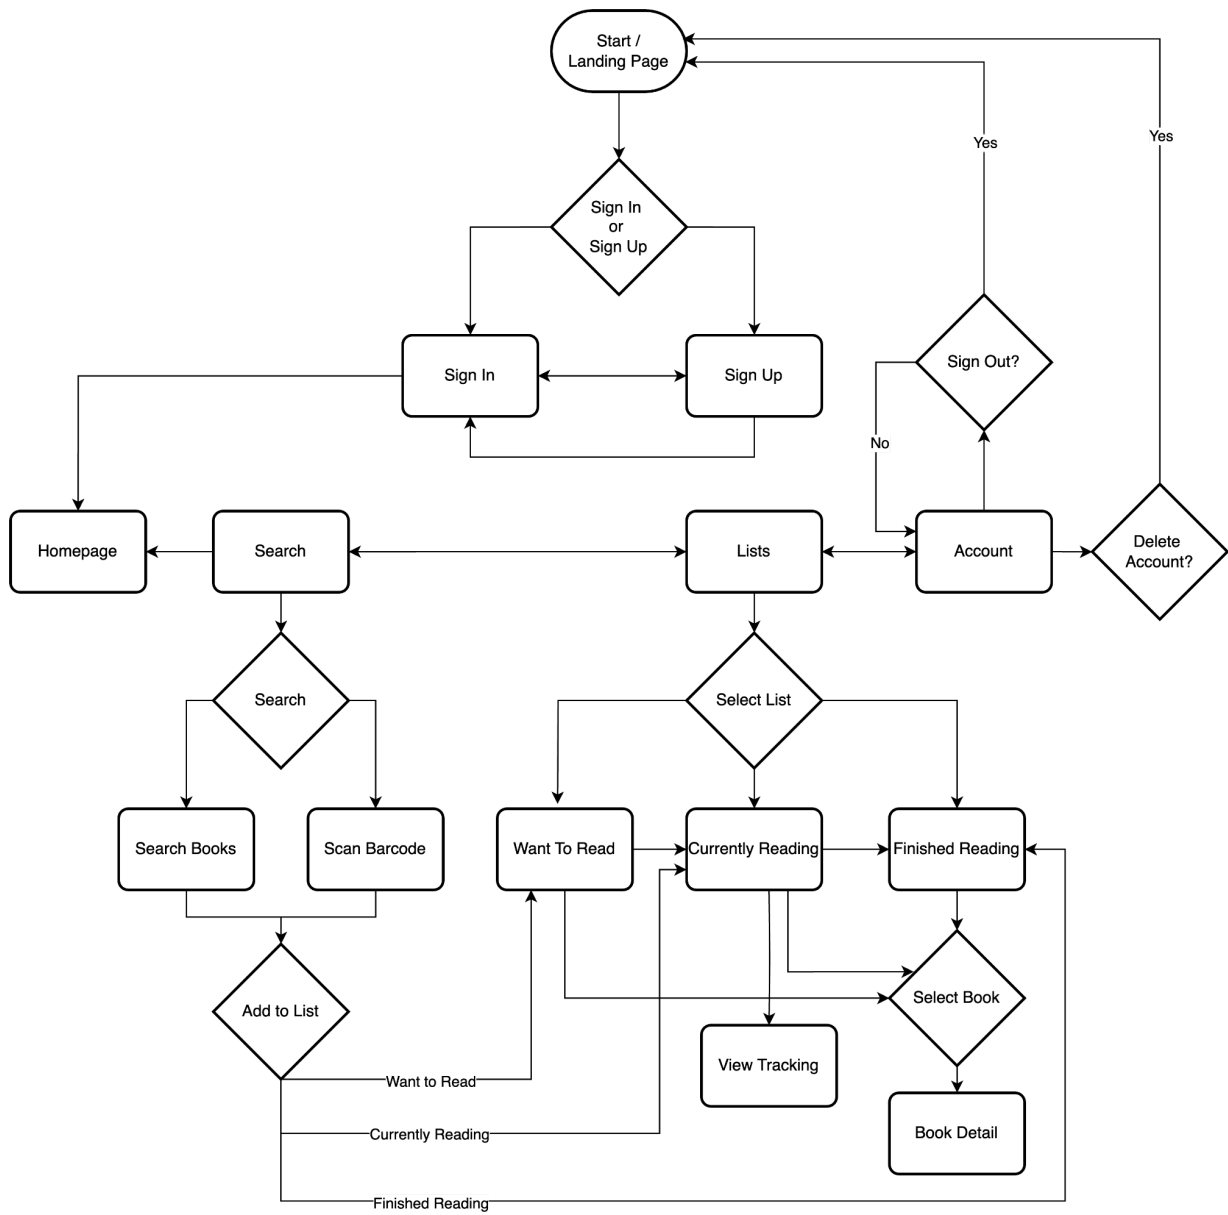 Start /
Landing Page
Yes
Yes
Sign In
or
Sign Up
Sign In
Sign Up
Sign Out?
No
Homepage
Search
Lists
Account
Delete
Account?
Search
Select List
Search Books
Scan Barcode
Want To Read
Currently Reading
Finished Reading
Add to List
Select Book
View Tracking
Want to Read
Currently Reading
Book Detail
Finished Reading